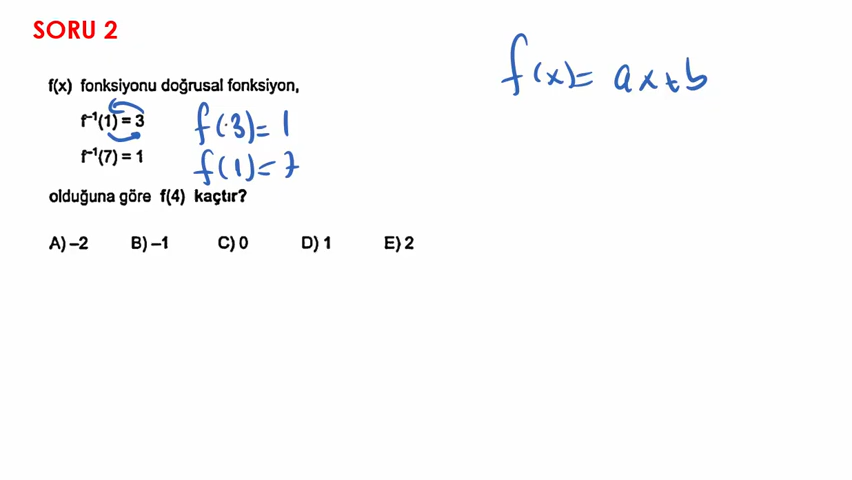 SORU 2
f(x) = ax+b
f(x) fonksiyonu doğrusal fonksiyon,
f⁻¹(1) = 3 f(3) = 1
f⁻¹(7) = 1 f(1) = 7
olduğuna göre f(4) kaçtır?
A) –2 B) –1 C) 0 D) 1 E) 2